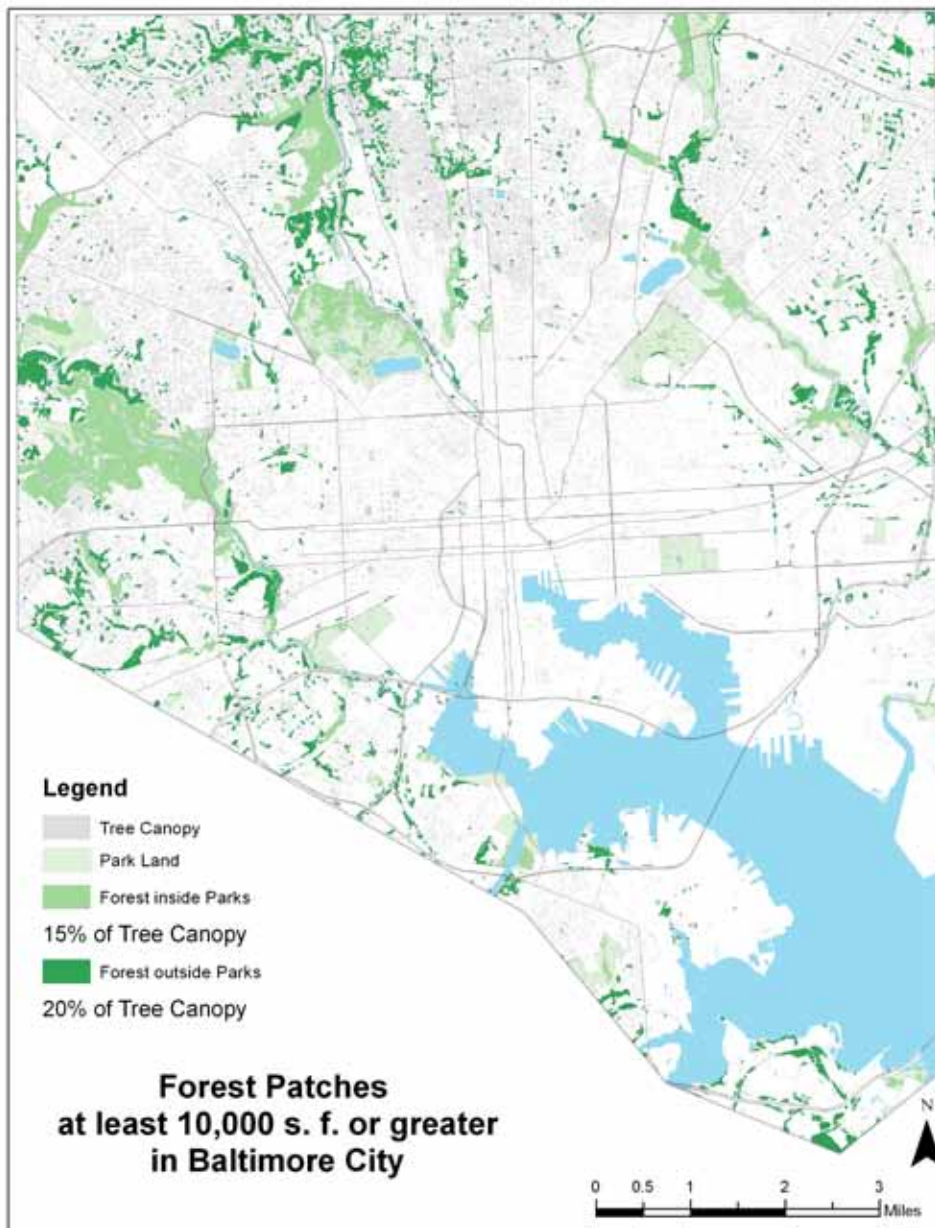 Legend
Tree Canopy
Park Land
Forest inside Parks
15% of Tree Canopy
Forest outside Parks
20% of Tree Canopy
Forest Patches
at least 10,000 s. f. or greater
in Baltimore City
N
0 0.5 1 2 3
Miles